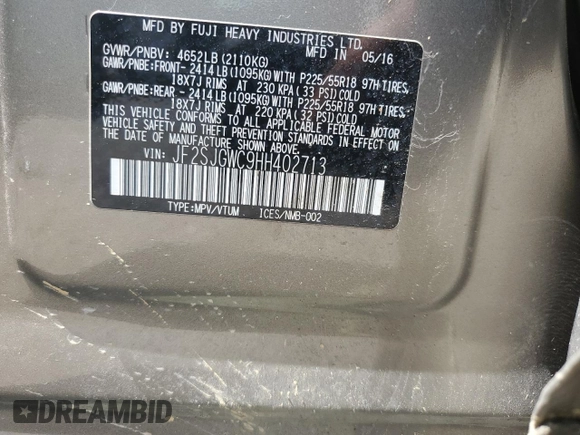 MFD BY FUJI HEAVY INDUSTRIES LTD.
GVWR/PNBV: 4652LB (2110KG) MFD IN 05/16
GAWR/PNBE:FRONT- 2414LB (1095KG) WITH P225/55R18 97H TIRES,
18X7J RIMS AT 230 KPA (33 PSI) COLD
GAWR/PNBE:REAR - 2414LB (1095KG) WITH P225/55R18 97H TIRES,
18X7J RIMS AT 220 KPA (32 PSI) COLD
THIS VEHICLE CONFORMS TO ALL APPLICABLE FEDERAL MOTOR
VEHICLE SAFETY AND THEFT PREVENTION STANDARDS IN EFFECT ON
THE DATE OF MANUFACTURE SHOWN ABOVE.
VIN: JF2SJGWC9HH402713
TYPE:MPV/VTUM ICES/NMB-002
DREAMBID